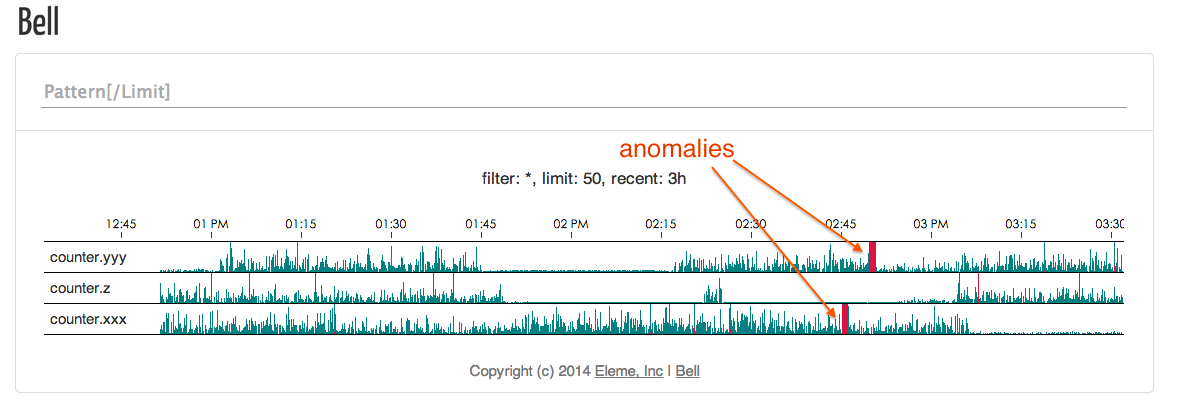 Bell
Pattern[/Limit]
anomalies
filter: *, limit: 50, recent: 3h
12:45 01 PM 01:15 01:30 01:45 02 PM 02:15 02:30 02:45 03 PM 03:15 03:30
counter.yyy
counter.z
counter.xxx
Copyright (c) 2014 Eleme, Inc | Bell